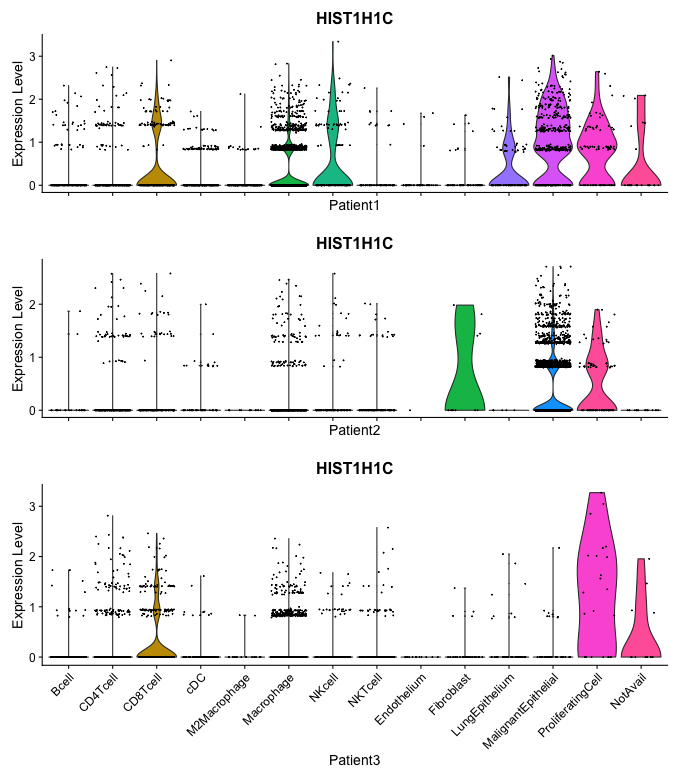 HIST1H1C
Expression Level
3
2
1
0
Patient1
HIST1H1C
Expression Level
2
1
0
Patient2
HIST1H1C
Expression Level
3
2
1
0
Bcell
CD4Tcell
CD8Tcell
cDC
M2Macrophage
Macrophage
NKcell
NKTcell
Endothelium
Fibroblast
LungEpithelium
MalignantEpithelial
ProliferatingCell
NotAvail
Patient3